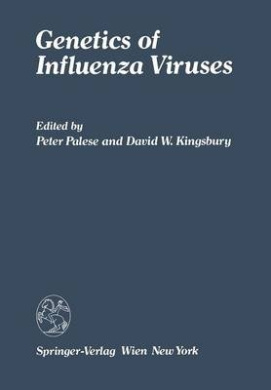 Genetics of
Influenza Viruses
Edited by
Peter Palese and David W. Kingsbury
Springer-Verlag Wien New York